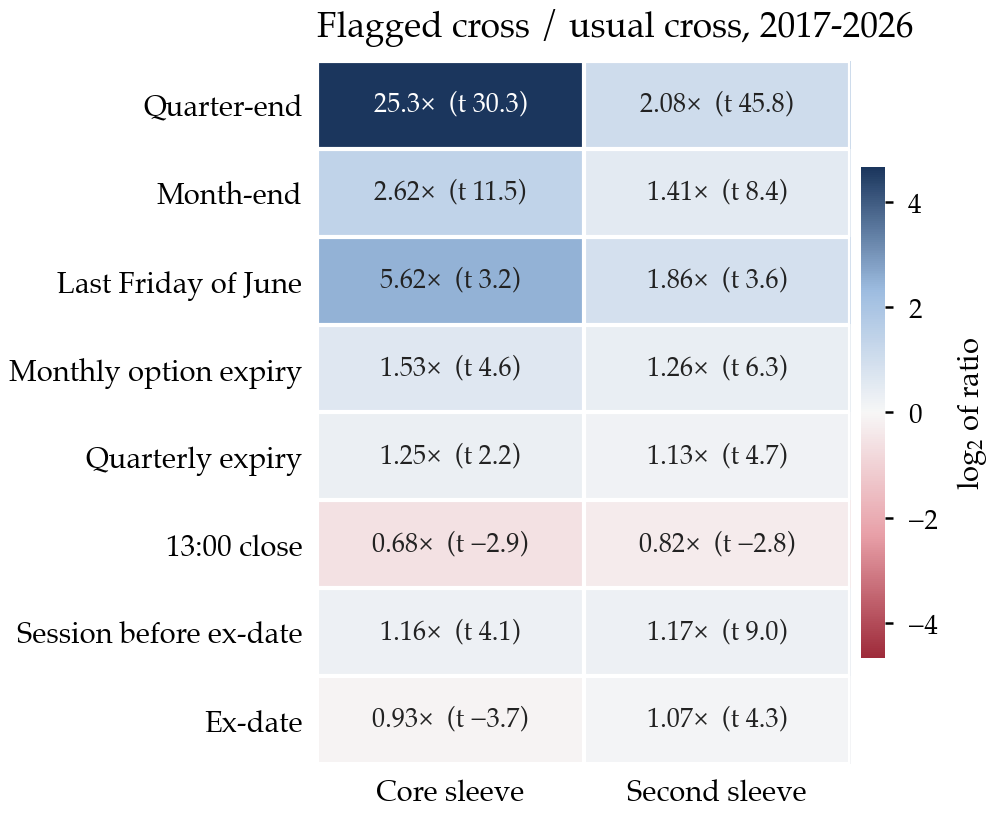 Flagged cross / usual cross, 2017-2026
Quarter-end 25.3× (t 30.3) 2.08× (t 45.8)
Month-end 2.62× (t 11.5) 1.41× (t 8.4)
Last Friday of June 5.62× (t 3.2) 1.86× (t 3.6)
Monthly option expiry 1.53× (t 4.6) 1.26× (t 6.3)
Quarterly expiry 1.25× (t 2.2) 1.13× (t 4.7)
13:00 close 0.68× (t −2.9) 0.82× (t −2.8)
Session before ex-date 1.16× (t 4.1) 1.17× (t 9.0)
Ex-date 0.93× (t −3.7) 1.07× (t 4.3)
Core sleeve Second sleeve
4
2
0
−2
−4
log₂ of ratio